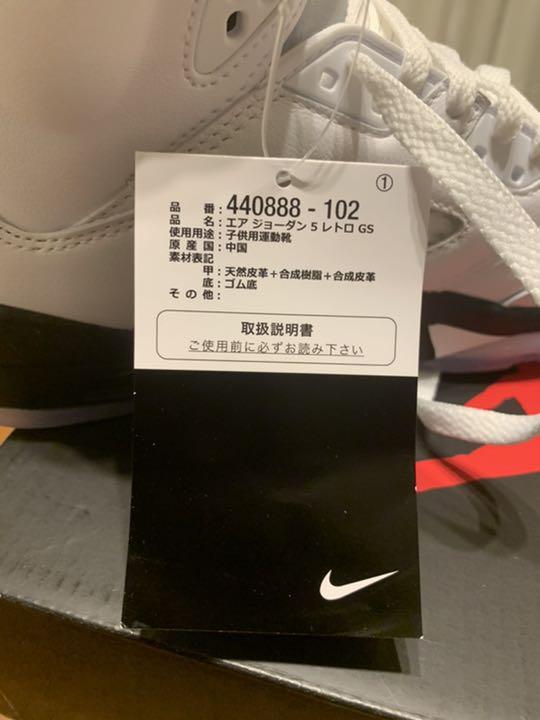 ①
品 番：440888 - 102
品 名：エア ジョーダン 5 レトロ GS
使用用途：子供用運動靴
原 産 国：中国
素材表記
甲：天然皮革＋合成樹脂＋合成皮革
底：ゴム底
そ の 他：
取扱説明書
ご使用前に必ずお読み下さい